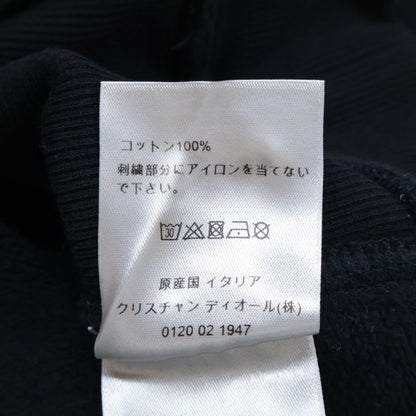 コットン100%
刺繍部分にアイロンを当てない
で下さい。
30
原産国 イタリア
クリスチャン ディオール(株)
0120 02 1947